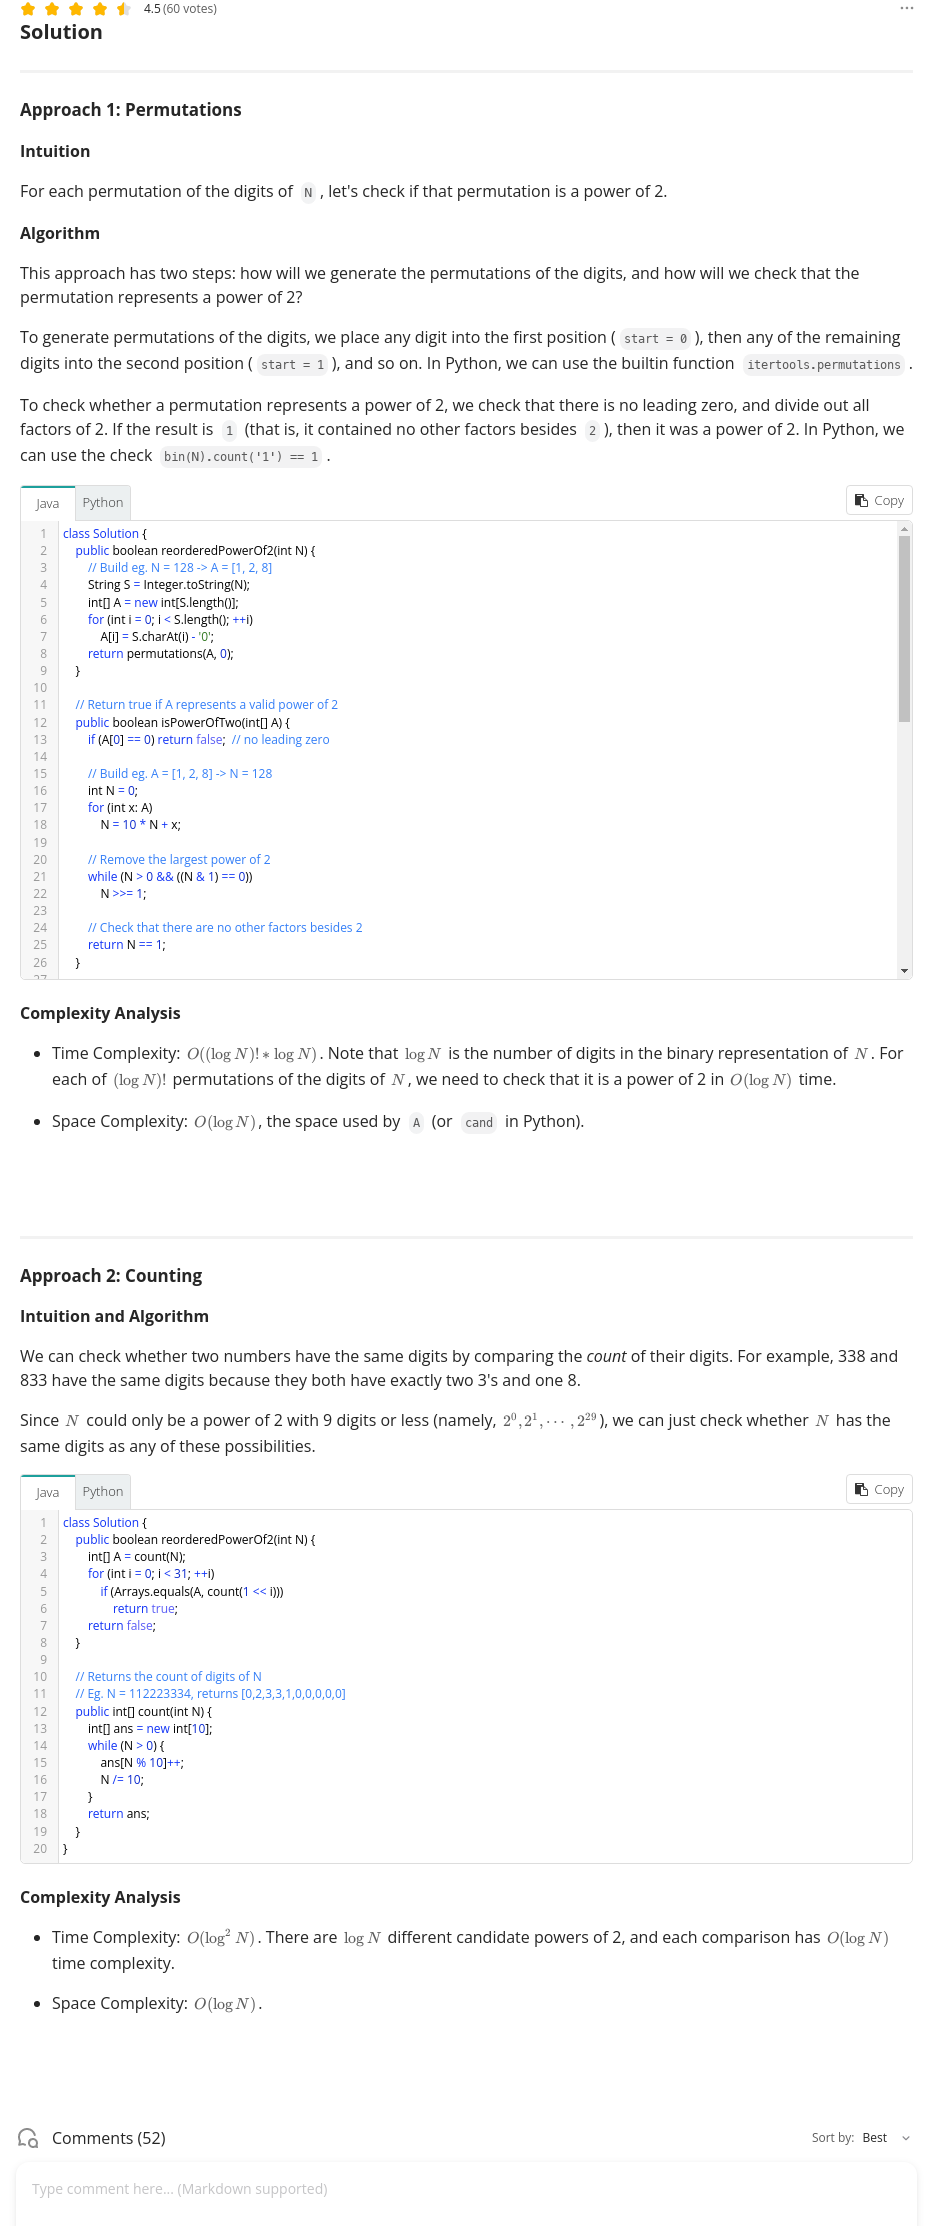 4.5 (60 votes)
Solution
Approach 1: Permutations
Intuition
For each permutation of the digits of N , let's check if that permutation is a power of 2.
Algorithm
This approach has two steps: how will we generate the permutations of the digits, and how will we check that the
permutation represents a power of 2?
To generate permutations of the digits, we place any digit into the first position ( start = 0 ), then any of the remaining
digits into the second position ( start = 1 ), and so on. In Python, we can use the builtin function itertools.permutations .
To check whether a permutation represents a power of 2, we check that there is no leading zero, and divide out all
factors of 2. If the result is 1 (that is, it contained no other factors besides 2 ), then it was a power of 2. In Python, we
can use the check bin(N).count('1') == 1 .
Java Python Copy
1 class Solution {
2 public boolean reorderedPowerOf2(int N) {
3 // Build eg. N = 128 -> A = [1, 2, 8]
4 String S = Integer.toString(N);
5 int[] A = new int[S.length()];
6 for (int i = 0; i < S.length(); ++i)
7 A[i] = S.charAt(i) - '0';
8 return permutations(A, 0);
9 }
10
11 // Return true if A represents a valid power of 2
12 public boolean isPowerOfTwo(int[] A) {
13 if (A[0] == 0) return false; // no leading zero
14
15 // Build eg. A = [1, 2, 8] -> N = 128
16 int N = 0;
17 for (int x: A)
18 N = 10 * N + x;
19
20 // Remove the largest power of 2
21 while (N > 0 && ((N & 1) == 0))
22 N >>= 1;
23
24 // Check that there are no other factors besides 2
25 return N == 1;
26 }
27
Complexity Analysis
• Time Complexity: O((log N)! ∗ log N). Note that log N is the number of digits in the binary representation of N. For
each of (log N)! permutations of the digits of N, we need to check that it is a power of 2 in O(log N) time.
• Space Complexity: O(log N), the space used by A (or cand in Python).
Approach 2: Counting
Intuition and Algorithm
We can check whether two numbers have the same digits by comparing the count of their digits. For example, 338 and
833 have the same digits because they both have exactly two 3's and one 8.
Since N could only be a power of 2 with 9 digits or less (namely, 2⁰, 2¹, ⋯ , 2²⁹), we can just check whether N has the
same digits as any of these possibilities.
Java Python Copy
1 class Solution {
2 public boolean reorderedPowerOf2(int N) {
3 int[] A = count(N);
4 for (int i = 0; i < 31; ++i)
5 if (Arrays.equals(A, count(1 << i)))
6 return true;
7 return false;
8 }
9
10 // Returns the count of digits of N
11 // Eg. N = 112223334, returns [0,2,3,3,1,0,0,0,0,0]
12 public int[] count(int N) {
13 int[] ans = new int[10];
14 while (N > 0) {
15 ans[N % 10]++;
16 N /= 10;
17 }
18 return ans;
19 }
20 }
Complexity Analysis
• Time Complexity: O(log² N). There are log N different candidate powers of 2, and each comparison has O(log N)
time complexity.
• Space Complexity: O(log N).
Comments (52) Sort by: Best
Type comment here... (Markdown supported)